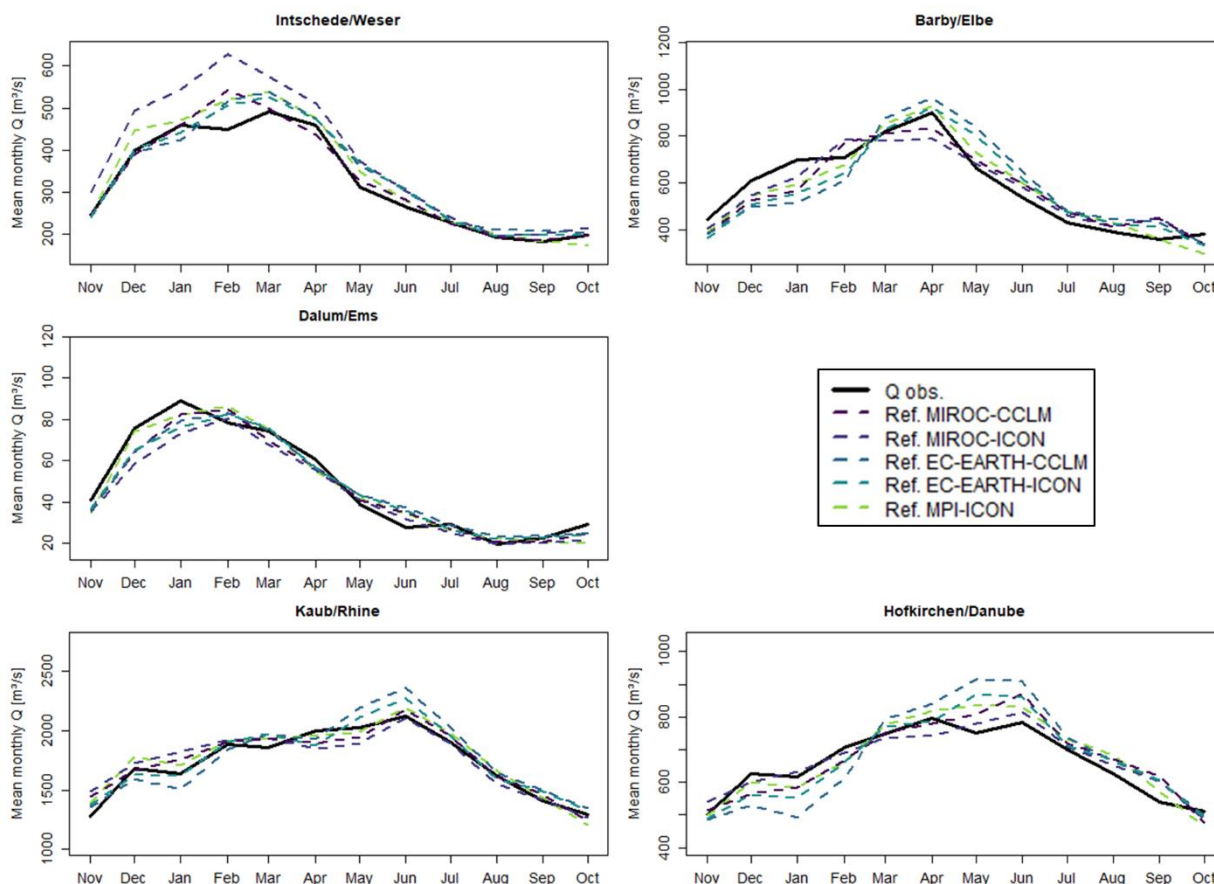 Intschede/Weser
Mean monthly Q [m³/s]
600
500
400
300
200
Nov Dec Jan Feb Mar Apr May Jun Jul Aug Sep Oct
Barby/Elbe
Mean monthly Q [m³/s]
1200
1000
800
600
400
Nov Dec Jan Feb Mar Apr May Jun Jul Aug Sep Oct
Dalum/Ems
Mean monthly Q [m³/s]
120
100
80
60
40
20
Nov Dec Jan Feb Mar Apr May Jun Jul Aug Sep Oct
Q obs.
Ref. MIROC-CCLM
Ref. MIROC-ICON
Ref. EC-EARTH-CCLM
Ref. EC-EARTH-ICON
Ref. MPI-ICON
Kaub/Rhine
Mean monthly Q [m³/s]
2500
2000
1500
1000
Nov Dec Jan Feb Mar Apr May Jun Jul Aug Sep Oct
Hofkirchen/Danube
Mean monthly Q [m³/s]
1000
800
600
400
Nov Dec Jan Feb Mar Apr May Jun Jul Aug Sep Oct